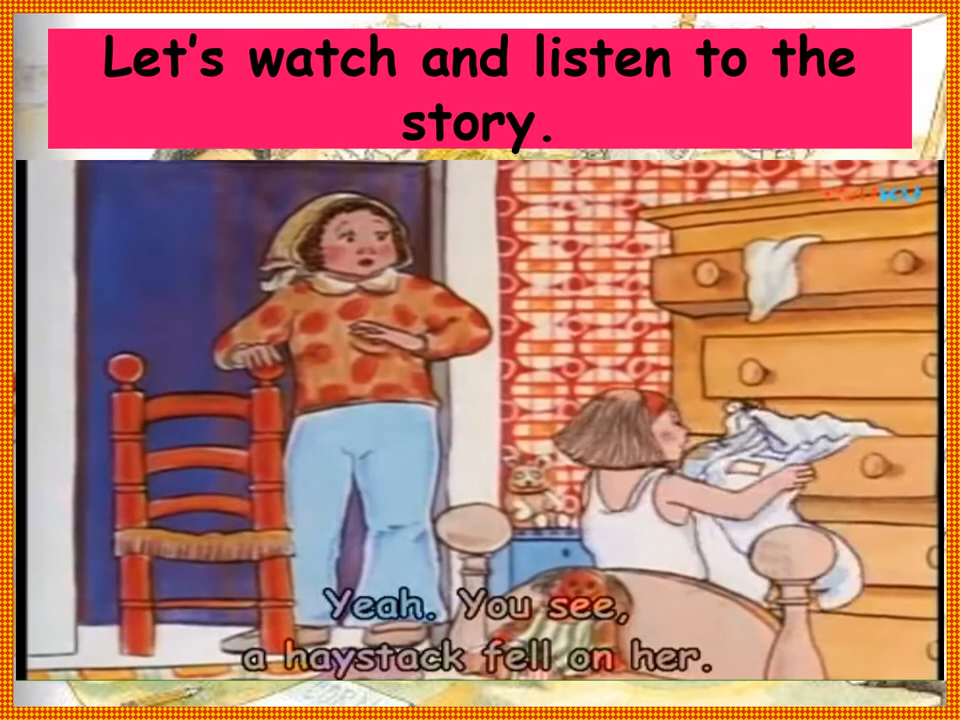 Let's watch and listen to the
story.
Yeah. You see,
a haystack fell on her.